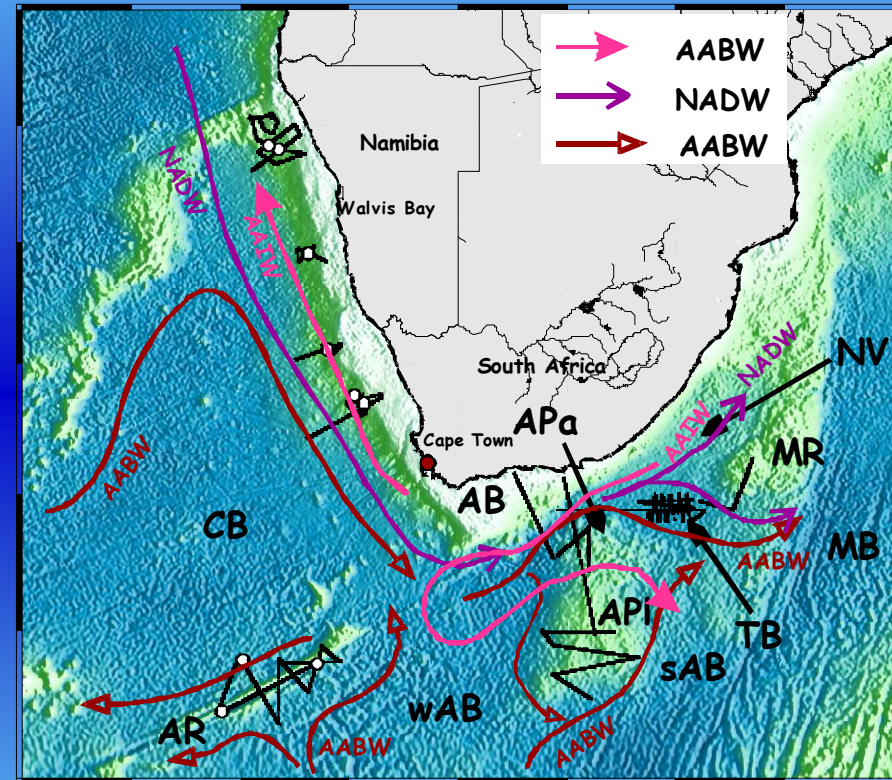 AABW
NADW
AABW
Namibia
NADW
Walvis Bay
AAIW
South Africa
NV
NADW
APa
AAIW
Cape Town
MR
AABW
AB
CB
MB
AABW
APi
TB
sAB
wAB
AR
AABW
AABW